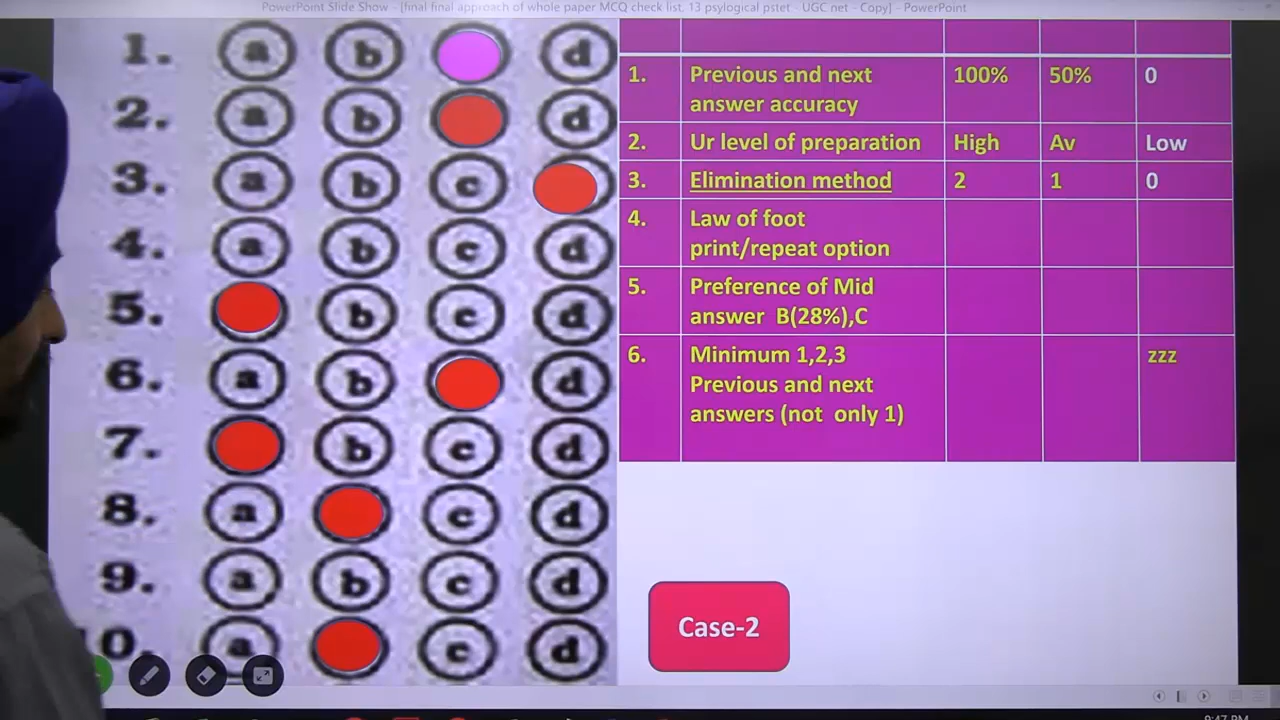 PowerPoint Slide Show - [final final approach of whole paper MCQ check list, 13 psylogical pstet - UGC net - Copy] - PowerPoint
1. a b d
2. a b d
3. a b c
4. a b c d
5. b c d
6. a b d
7. b c d
8. a c d
9. a b c d
0. a c d
1. Previous and next answer accuracy 100% 50% 0
2. Ur level of preparation High Av Low
3. Elimination method 2 1 0
4. Law of foot
print/repeat option
5. Preference of Mid
answer B(28%),C
6. Minimum 1,2,3 zzz
Previous and next
answers (not only 1)
Case-2